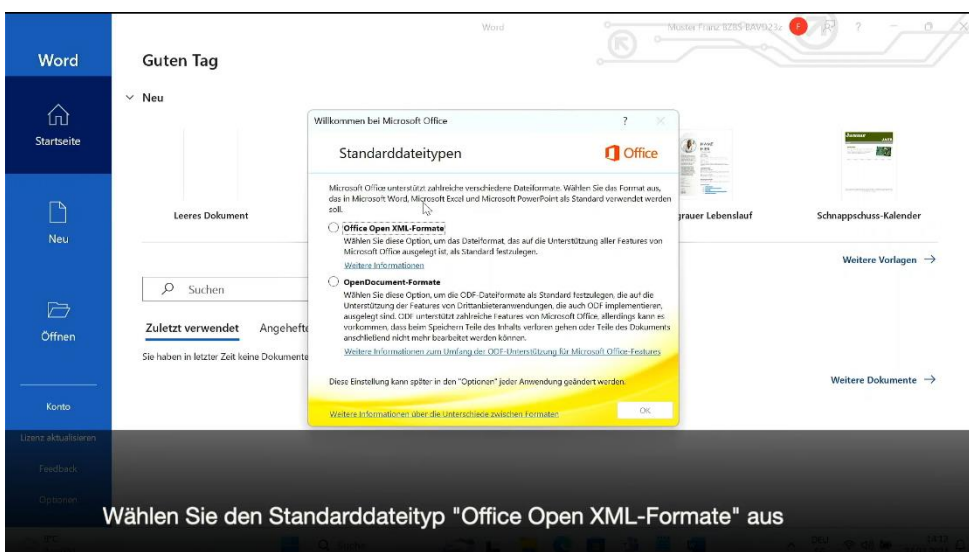 Word
Muster Franz
F
?
Word
Guten Tag
Neu
Startseite
Willkommen bei Microsoft Office
?
Standarddateitypen
Office
Microsoft Office unterstützt zahlreiche verschiedene Dateiformate. Wählen Sie das Format aus,
das in Microsoft Word, Microsoft Excel und Microsoft PowerPoint als Standard verwendet werden
soll.
Office Open XML-Formate
Wählen Sie diese Option, um das Dateiformat, das auf die Unterstützung aller Features von
Microsoft Office ausgelegt ist, als Standard festzulegen.
Weitere Informationen
OpenDocument-Formate
Wählen Sie diese Option, um die ODF-Dateiformate als Standard festzulegen, die auf die
Unterstützung der Features von Drittanbieteranwendungen, die auch ODF implementieren,
ausgelegt sind. ODF unterstützt zahlreiche Features von Microsoft Office, allerdings kann es
vorkommen, dass beim Speichern Teile des Inhalts verloren gehen oder Teile des Dokuments
anschließend nicht mehr bearbeitet werden können.
Weitere Informationen zum Umfang der ODF-Unterstützung für Microsoft Office-Features
Diese Einstellung kann später in den "Optionen" jeder Anwendung geändert werden.
Weitere Informationen über die Unterschiede zwischen Formaten
OK
Leeres Dokument
grauer Lebenslauf
Schnappschuss-Kalender
Neu
Weitere Vorlagen
Suchen
Öffnen
Zuletzt verwendet Angehefte
Sie haben in letzter Zeit keine Dokumente
Weitere Dokumente
Konto
Lizenz aktualisieren
Feedback
Optionen
Wählen Sie den Standarddateityp "Office Open XML-Formate" aus
Suche
DEU